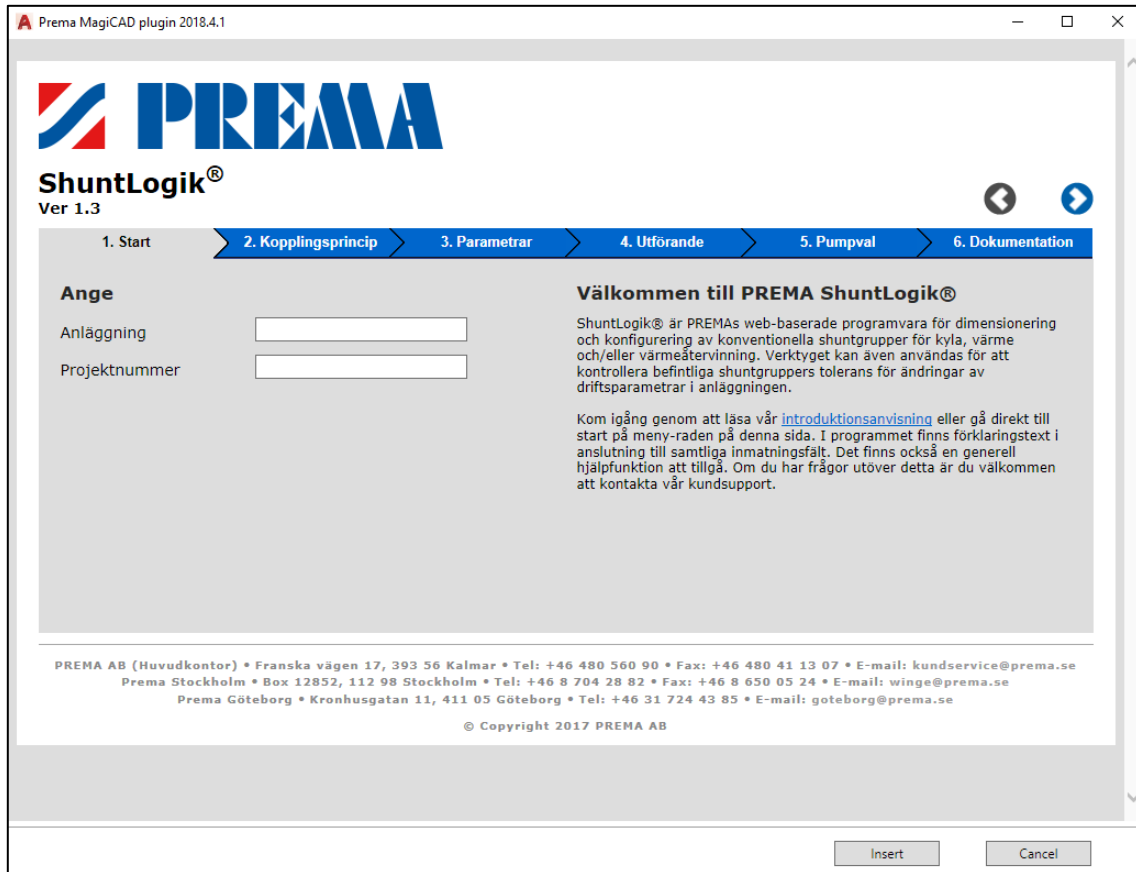 Prema MagiCAD plugin 2018.4.1
PREMA
ShuntLogik®
Ver 1.3
1. Start
2. Kopplingsprincip
3. Parametrar
4. Utförande
5. Pumpval
6. Dokumentation
Ange
Anläggning
Projektnummer
Välkommen till PREMA ShuntLogik®
ShuntLogik® är PREMAs web-baserade programvara för dimensionering
och konfigurering av konventionella shuntgrupper för kyla, värme
och/eller värmeåtervinning. Verktyget kan även användas för att
kontrollera befintliga shuntgruppers tolerans för ändringar av
driftsparametrar i anläggningen.
Kom igång genom att läsa vår introduktionsanvisning eller gå direkt till
start på meny-raden på denna sida. I programmet finns förklaringstext i
anslutning till samtliga inmatningsfält. Det finns också en generell
hjälpfunktion att tillgå. Om du har frågor utöver detta är du välkommen
att kontakta vår kundsupport.
PREMA AB (Huvudkontor) • Franska vägen 17, 393 56 Kalmar • Tel: +46 480 560 90 • Fax: +46 480 41 13 07 • E-mail: kundservice@prema.se
Prema Stockholm • Box 12852, 112 98 Stockholm • Tel: +46 8 704 28 82 • Fax: +46 8 650 05 24 • E-mail: winge@prema.se
Prema Göteborg • Kronhusgatan 11, 411 05 Göteborg • Tel: +46 31 724 43 85 • E-mail: goteborg@prema.se
© Copyright 2017 PREMA AB
Insert
Cancel